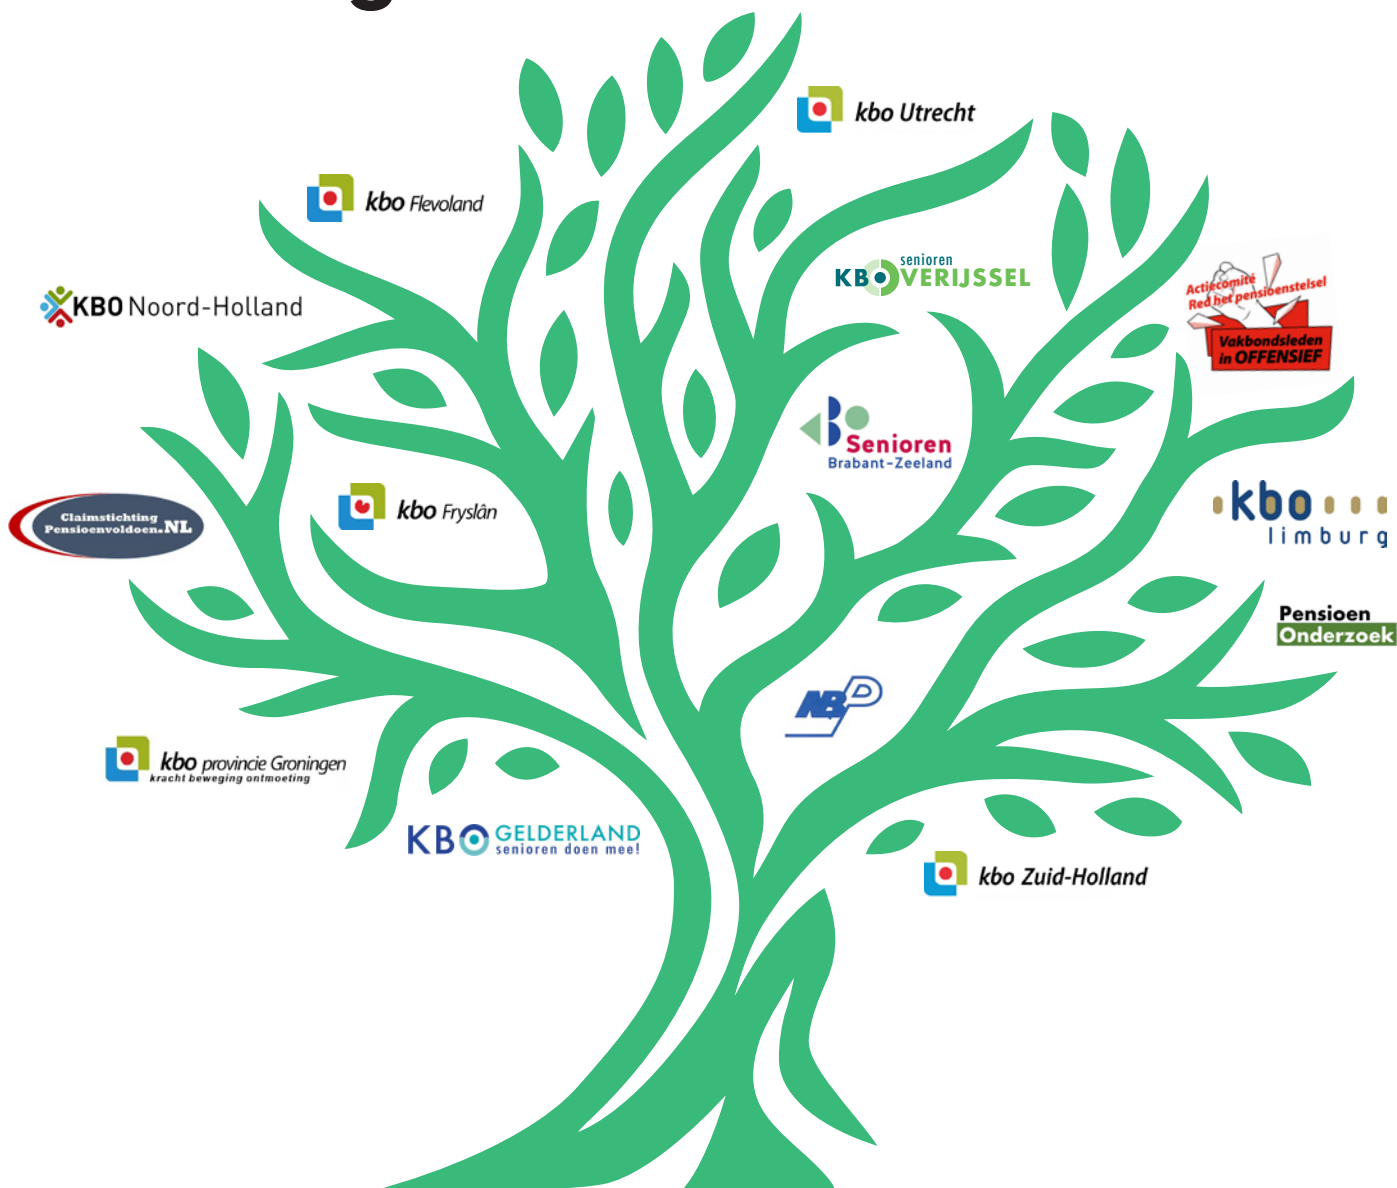 g
kbo Utrecht
kbo Flevoland
senioren
KBOVERIJSSEL
Actiecomité
Red het pensioenstelsel
Vakbondsleden
in OFFENSIEF
KBO Noord-Holland
BO
Senioren
Brabant-Zeeland
Claimstichting
Pensioenvoldoen.NL
kbo Fryslân
kbo
limburg
Pensioen
Onderzoek
NBP
kbo provincie Groningen
kracht beweging ontmoeting
KBO GELDERLAND
senioren doen mee!
kbo Zuid-Holland